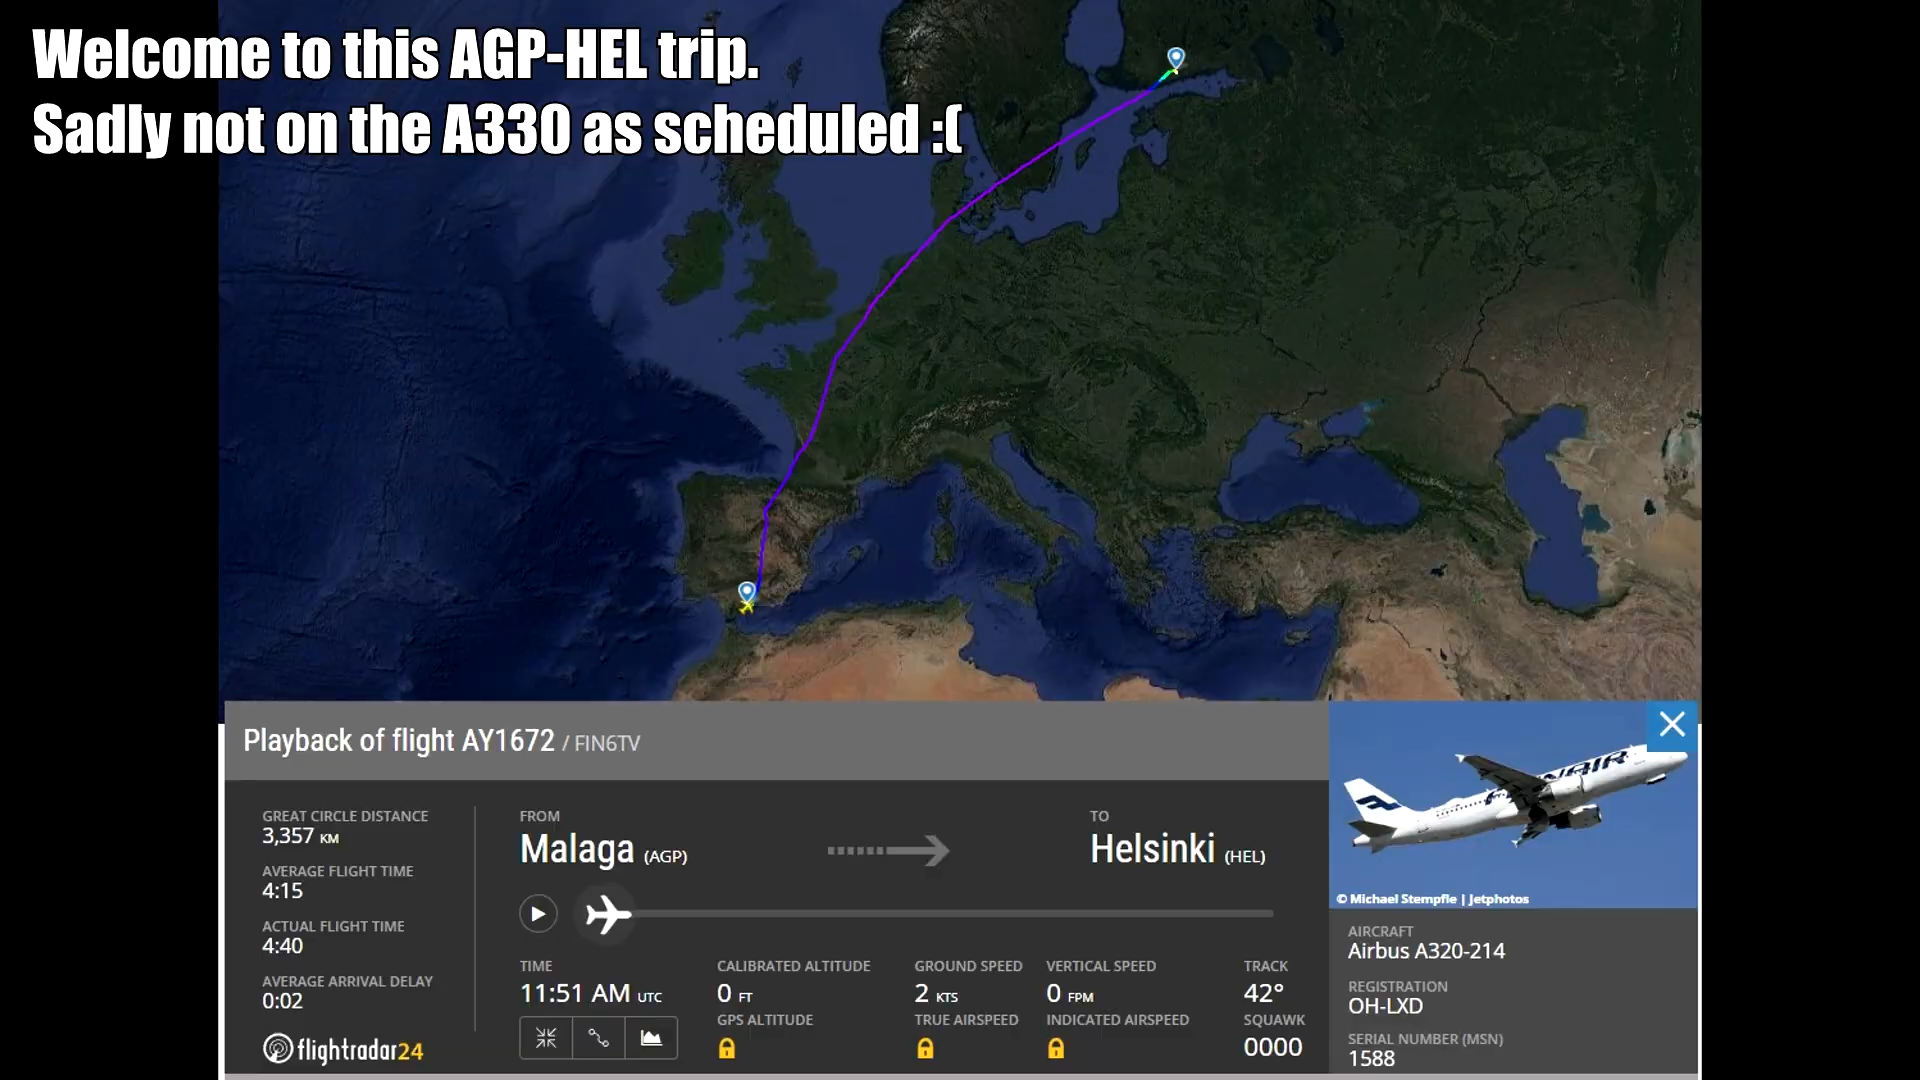 Welcome to this AGP-HEL trip.
Sadly not on the A330 as scheduled :(
Playback of flight AY1672 / FIN6TV
GREAT CIRCLE DISTANCE
3,357 KM
AVERAGE FLIGHT TIME
4:15
ACTUAL FLIGHT TIME
4:40
AVERAGE ARRIVAL DELAY
0:02
flightradar24
FROM
Malaga (AGP)
TO
Helsinki (HEL)
TIME
11:51 AM UTC
CALIBRATED ALTITUDE
0 FT
GPS ALTITUDE
GROUND SPEED
2 KTS
TRUE AIRSPEED
VERTICAL SPEED
0 FPM
INDICATED AIRSPEED
TRACK
42°
SQUAWK
0000
© Michael Stempfle | Jetphotos
AIRCRAFT
Airbus A320-214
REGISTRATION
OH-LXD
SERIAL NUMBER (MSN)
1588